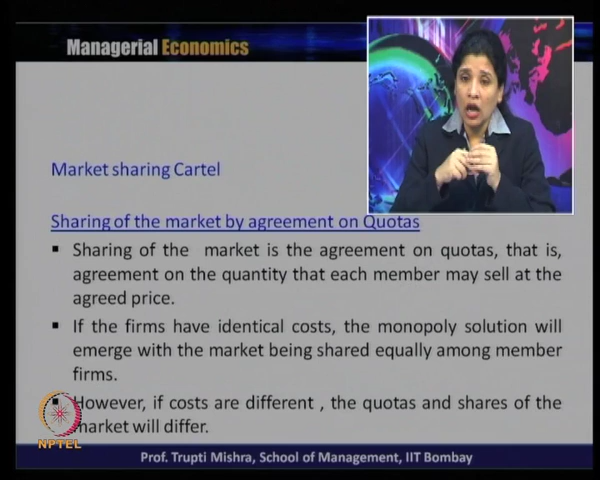 Managerial Economics
Market sharing Cartel
Sharing of the market by agreement on Quotas
▪ Sharing of the market is the agreement on quotas, that is,
agreement on the quantity that each member may sell at the
agreed price.
▪ If the firms have identical costs, the monopoly solution will
emerge with the market being shared equally among member
firms.
▪ However, if costs are different , the quotas and shares of the
market will differ.
NPTEL
Prof. Trupti Mishra, School of Management, IIT Bombay